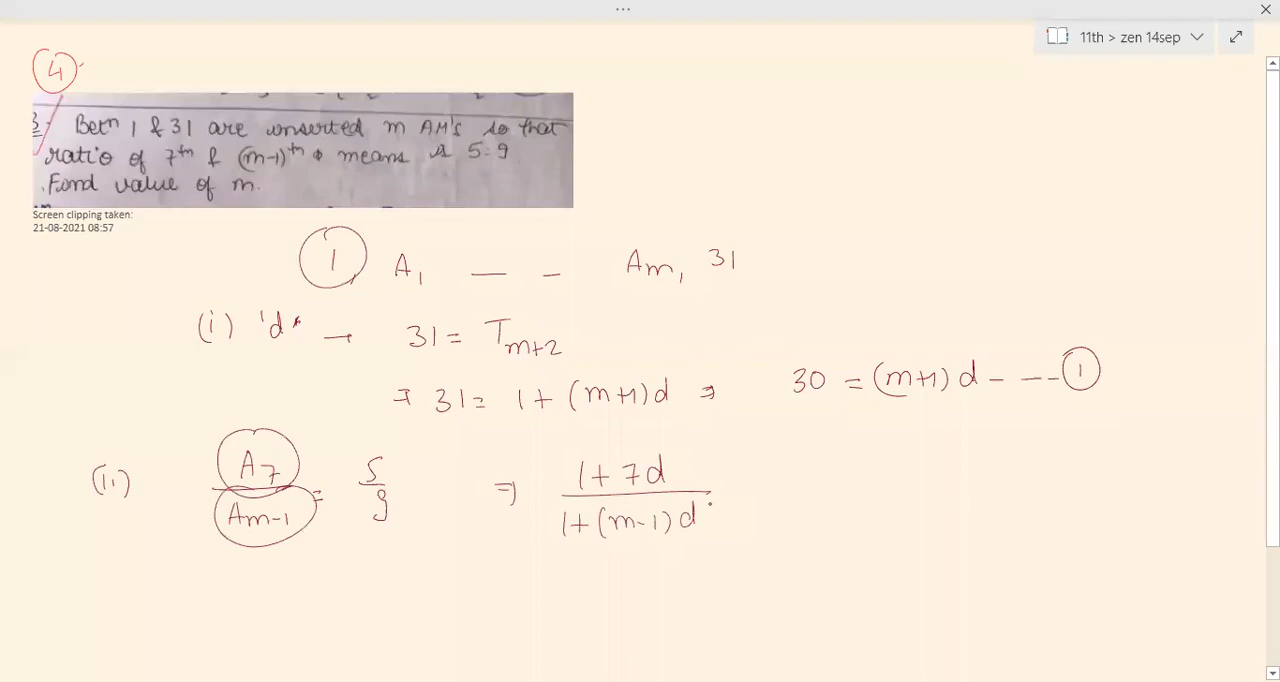 ...
11th > zen 14sep
4
3. Betn 1 & 31 are unserted m AM's so that
ratio of 7th & (m-1)th means is 5:9
Find value of m.
Screen clipping taken:
21-08-2021 08:57
1 A1 — - Am, 31
(i) 'd' → 31 = Tm+2
⇒ 31 = 1 + (m+1)d ⇒ 30 = (m+1)d - -- 1
(ii) A7/Am-1 = 5/9 ⇒ 1+7d/1+(m-1)d